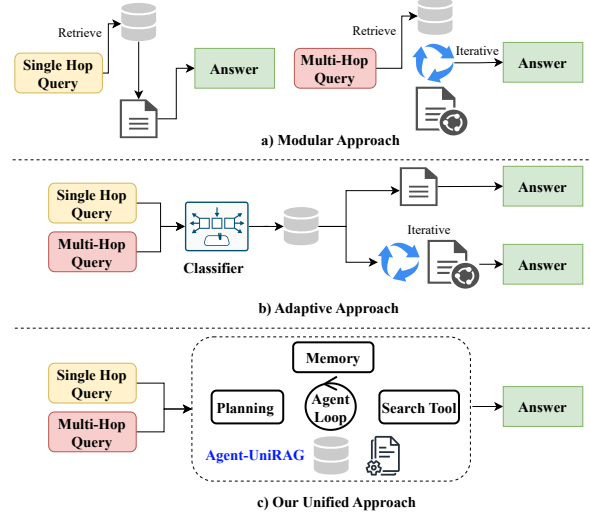 Retrieve
Single Hop
Query
Answer
Retrieve
Multi-Hop
Query
Iterative
Answer
a) Modular Approach
Single Hop
Query
Multi-Hop
Query
Classifier
Iterative
Answer
Answer
b) Adaptive Approach
Single Hop
Query
Multi-Hop
Query
Memory
Planning
Agent
Loop
Search Tool
Agent-UniRAG
Answer
c) Our Unified Approach